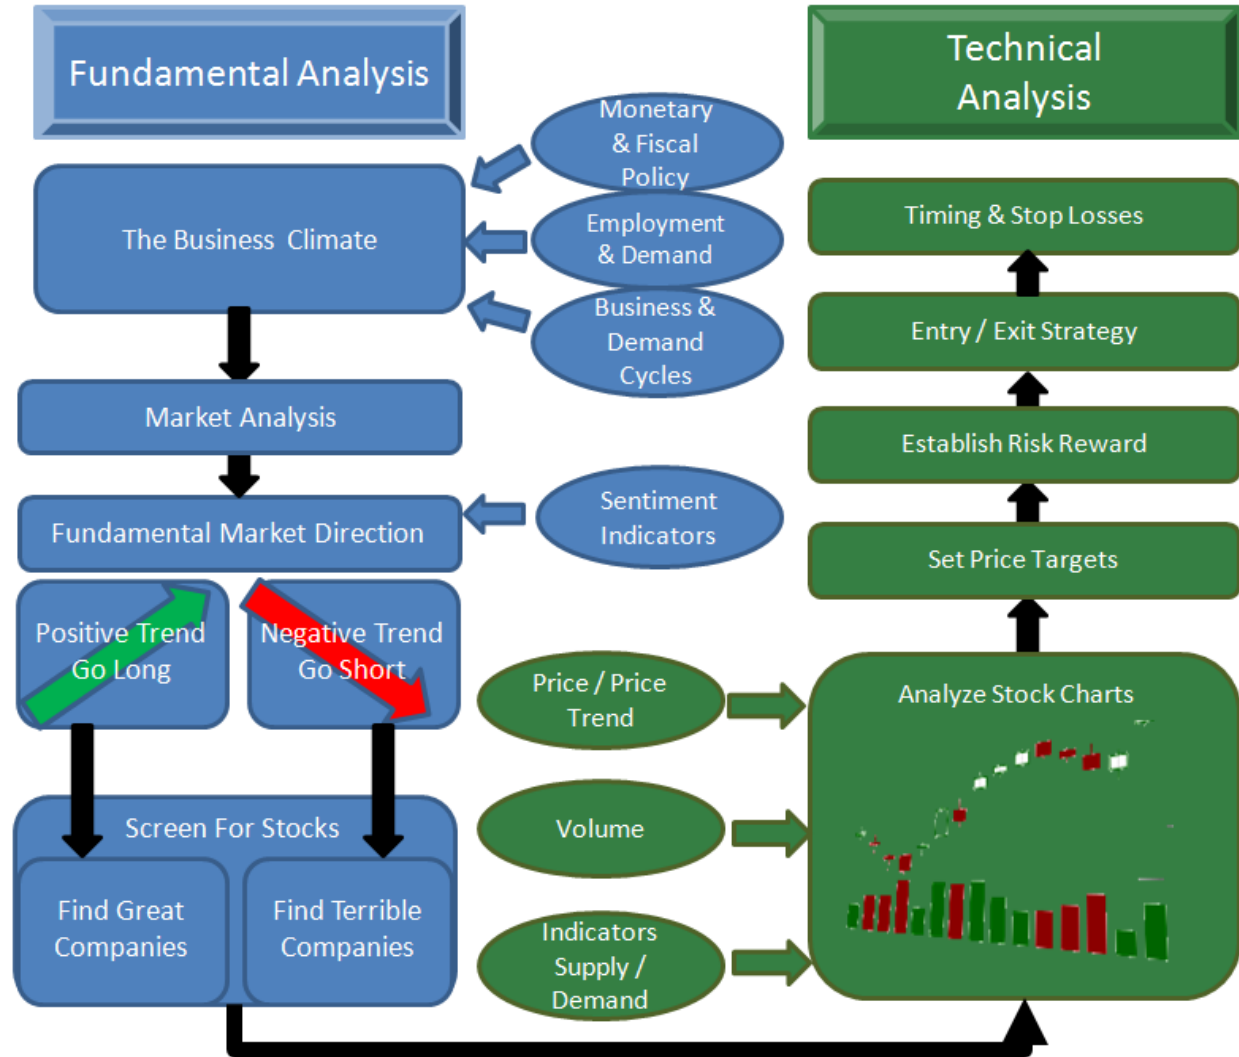 Fundamental Analysis
The Business  Climate
Monetary
& Fiscal
Policy
Employment
& Demand
Business &
Demand
Cycles
Market Analysis
Fundamental Market Direction
Sentiment
Indicators
Positive Trend
Go Long
Negative Trend
Go Short
Screen For Stocks
Find Great
Companies
Find Terrible
Companies
Technical
Analysis
Timing & Stop Losses
Entry / Exit Strategy
Establish Risk Reward
Set Price Targets
Analyze Stock Charts
Price / Price
Trend
Volume
Indicators
Supply /
Demand